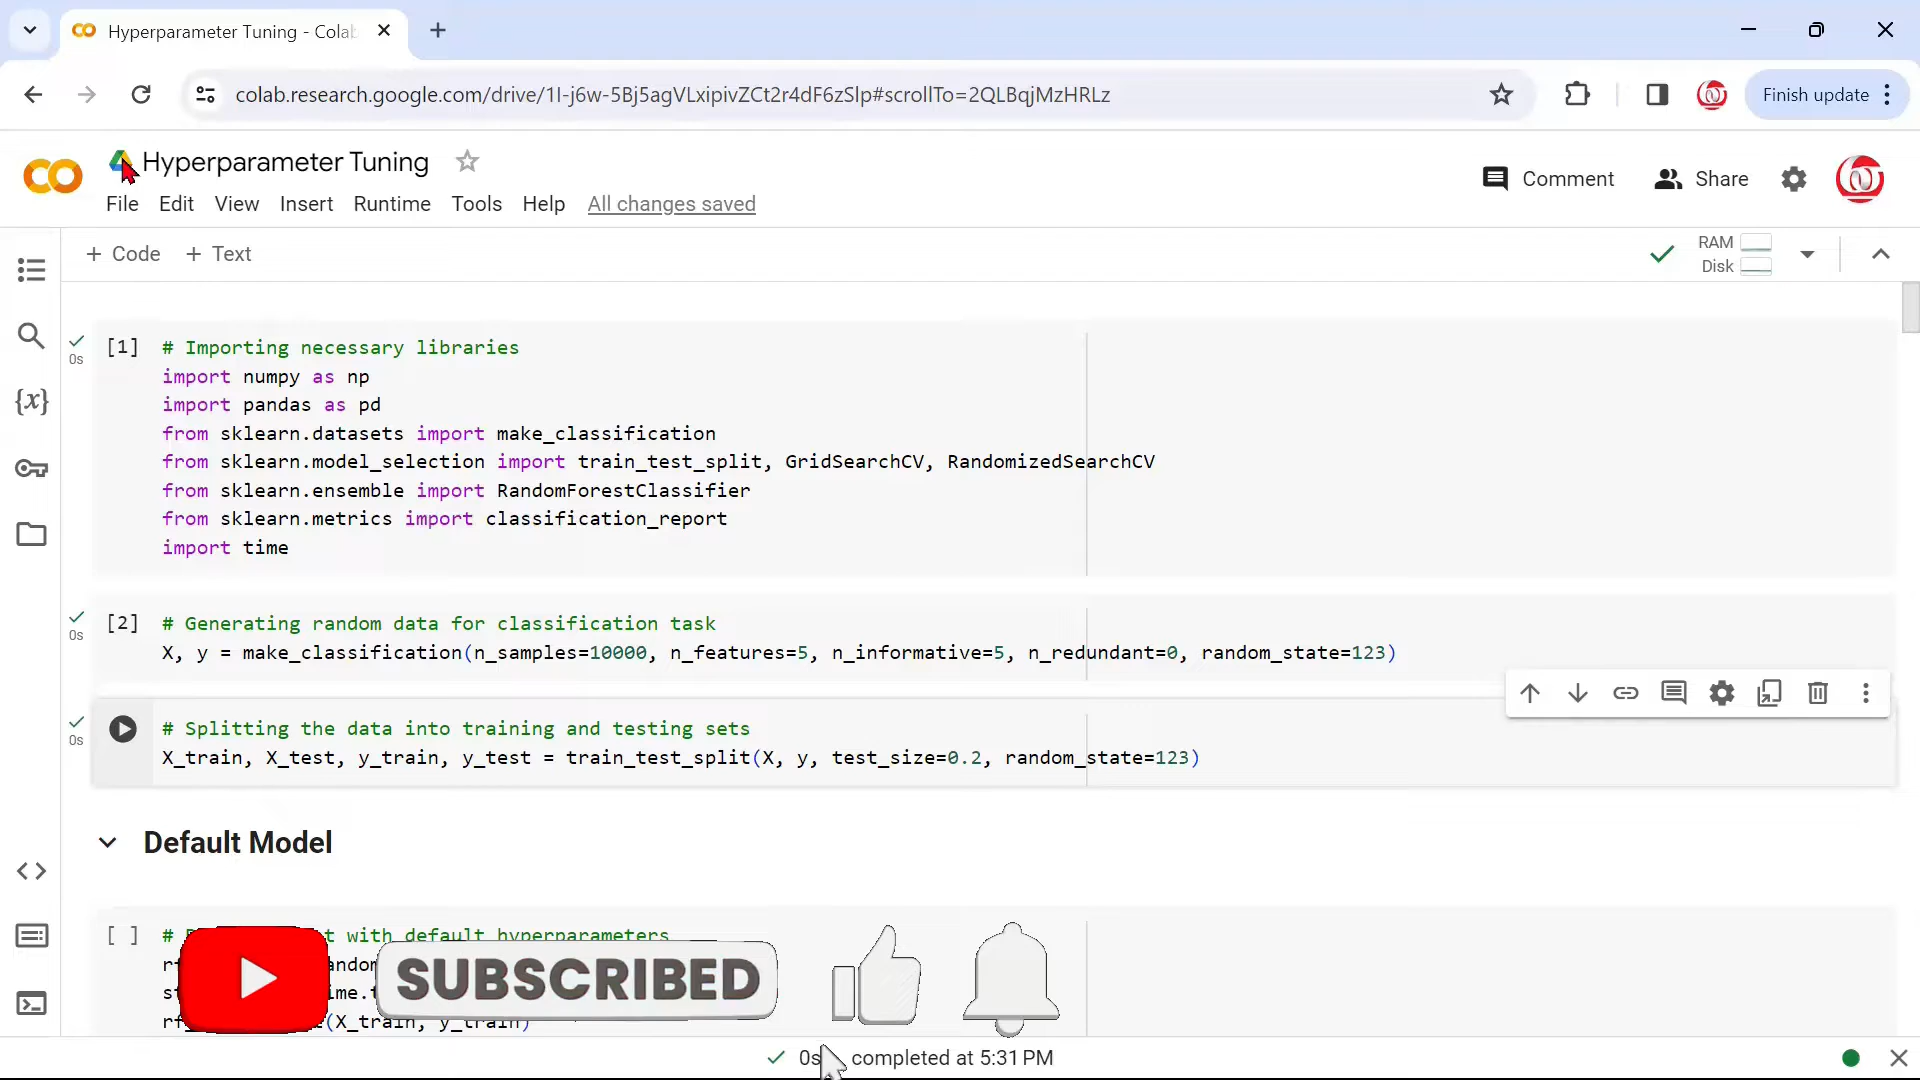 Hyperparameter Tuning - Colab
colab.research.google.com/drive/1I-j6w-5Bj5agVLxipivZCt2r4dF6zSlp#scrollTo=2QLBqjMzHRLz
Finish update
Hyperparameter Tuning
Comment
Share
File Edit View Insert Runtime Tools Help All changes saved
+ Code + Text
RAM
Disk
0s
[1] # Importing necessary libraries
import numpy as np
import pandas as pd
from sklearn.datasets import make_classification
from sklearn.model_selection import train_test_split, GridSearchCV, RandomizedSearchCV
from sklearn.ensemble import RandomForestClassifier
from sklearn.metrics import classification_report
import time
0s
[2] # Generating random data for classification task
X, y = make_classification(n_samples=10000, n_features=5, n_informative=5, n_redundant=0, random_state=123)
0s
# Splitting the data into training and testing sets
X_train, X_test, y_train, y_test = train_test_split(X, y, test_size=0.2, random_state=123)
Default Model
[ ] # with default hyperparameters
(X_train, y_train)
SUBSCRIBED
0s completed at 5:31 PM